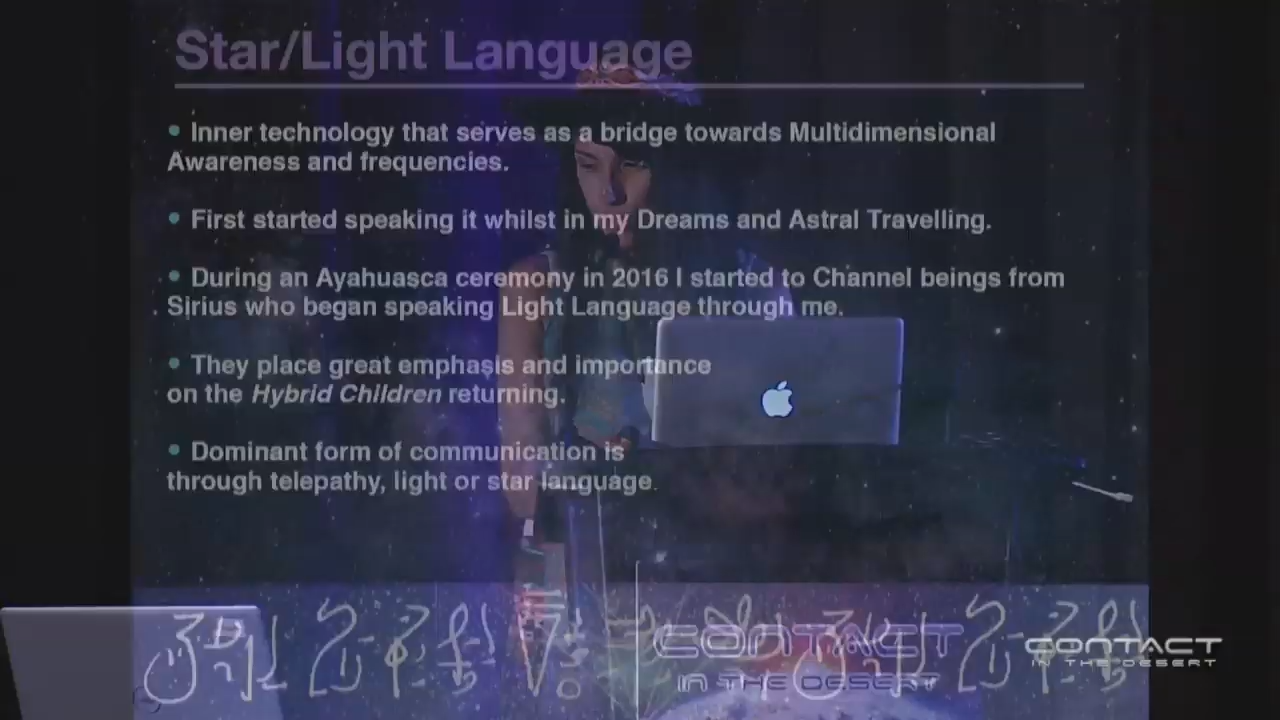 Star/Light Language
• Inner technology that serves as a bridge towards Multidimensional
Awareness and frequencies.
• First started speaking it whilst in my Dreams and Astral Travelling.
• During an Ayahuasca ceremony in 2016 I started to Channel beings from
Sirius who began speaking Light Language through me.
• They place great emphasis and importance
on the Hybrid Children returning.
• Dominant form of communication is
through telepathy, light or star language.
CONTACT
IN THE DESERT
CONTACT
IN THE DESERT